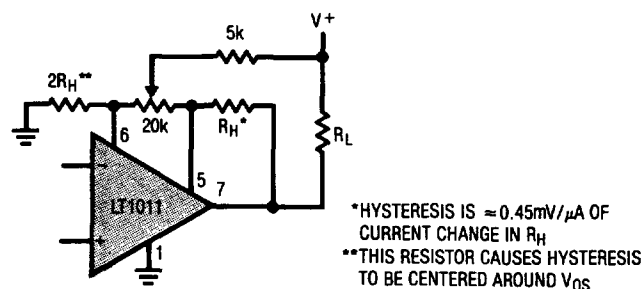 V+
5k
2RH**
20k
RH*
RL
6
5
7
LT1011
1
−
+
*HYSTERESIS IS ≈ 0.45mV/μA OF
CURRENT CHANGE IN RH
**THIS RESISTOR CAUSES HYSTERESIS
TO BE CENTERED AROUND VOS